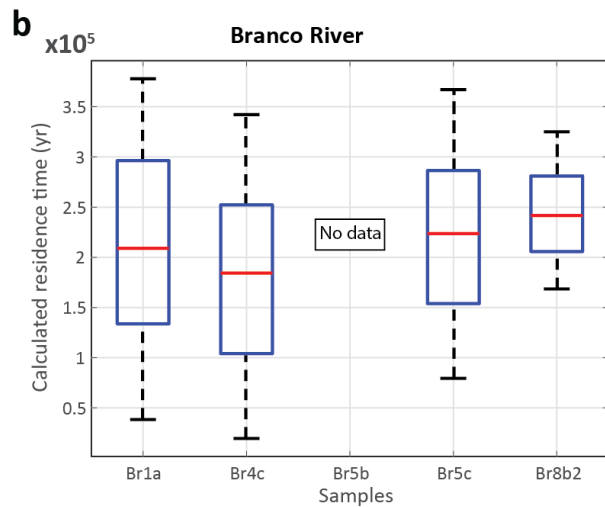 b
x10⁵
Branco River
Calculated residence time (yr)
3.5
3
2.5
2
1.5
1
0.5
No data
Br1a
Br4c
Br5b
Br5c
Br8b2
Samples